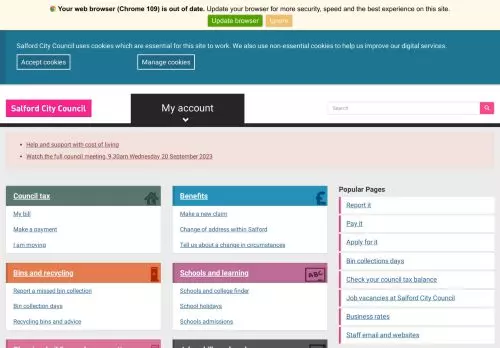 Your web browser (Chrome 109) is out of date. Update your browser for more security, speed and the best experience on this site.
Update browser Ignore
Salford City Council uses cookies which are essential for this site to work. We also use non-essential cookies to help us improve our digital services.
Accept cookies Manage cookies
Salford City Council My account Search
Help and support with cost of living
Watch the full council meeting, 9.30am Wednesday 20 September 2023
Council tax
My bill
Make a payment
I am moving
Benefits
Make a new claim
Change of address within Salford
Tell us about a change in circumstances
Bins and recycling
Report a missed bin collection
Bin collection days
Recycling bins and advice
Schools and learning
ABC
Schools and college finder
School holidays
Schools admissions
Popular Pages
Report it
Pay it
Apply for it
Bin collections days
Check your council tax balance
Job vacancies at Salford City Council
Business rates
Staff email and websites